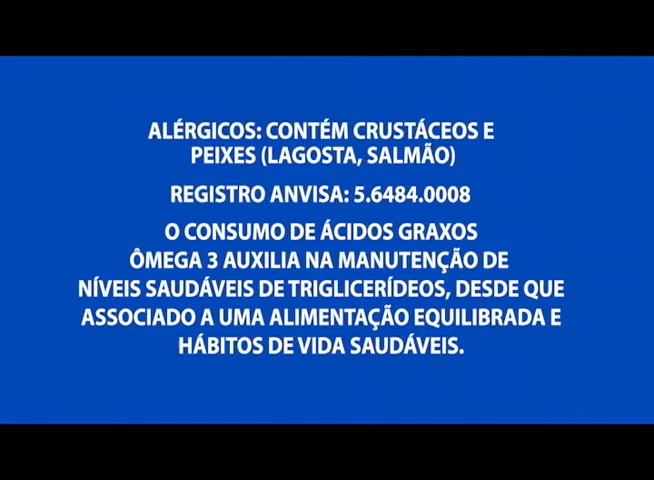 ALÉRGICOS: CONTÉM CRUSTÁCEOS E
PEIXES (LAGOSTA, SALMÃO)
REGISTRO ANVISA: 5.6484.0008
O CONSUMO DE ÁCIDOS GRAXOS
ÔMEGA 3 AUXILIA NA MANUTENÇÃO DE
NÍVEIS SAUDÁVEIS DE TRIGLICERÍDEOS, DESDE QUE
ASSOCIADO A UMA ALIMENTAÇÃO EQUILIBRADA E
HÁBITOS DE VIDA SAUDÁVEIS.